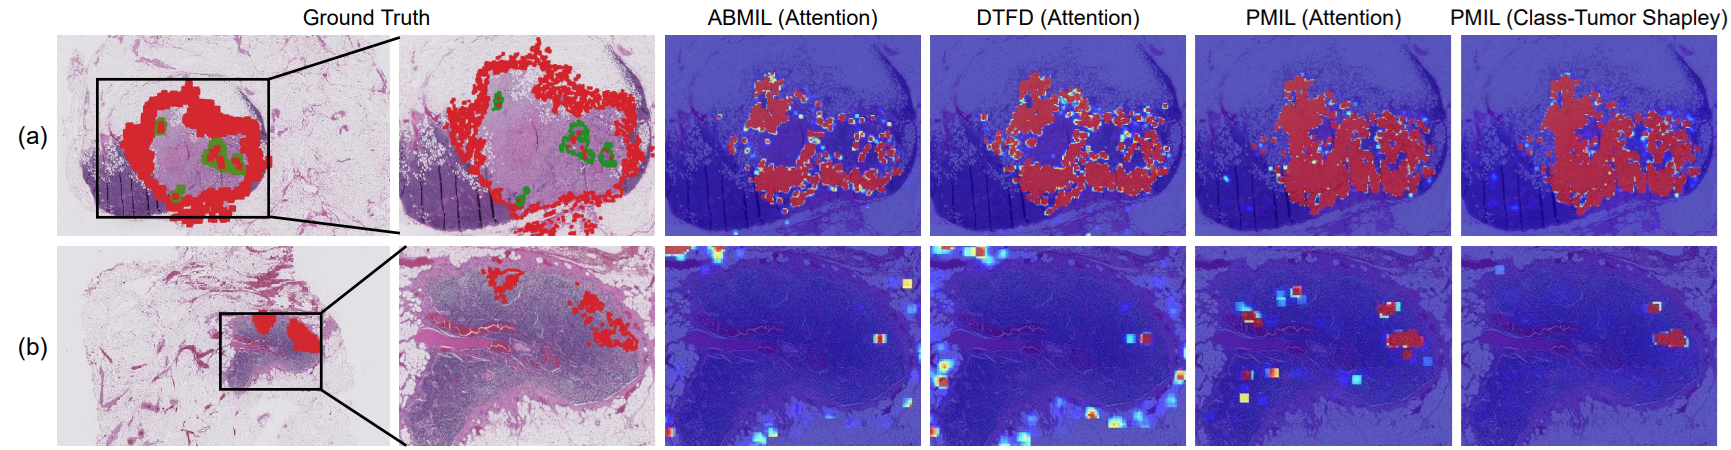 Ground Truth
ABMIL (Attention)
DTFD (Attention)
PMIL (Attention)
PMIL (Class-Tumor Shapley)
(a)
(b)